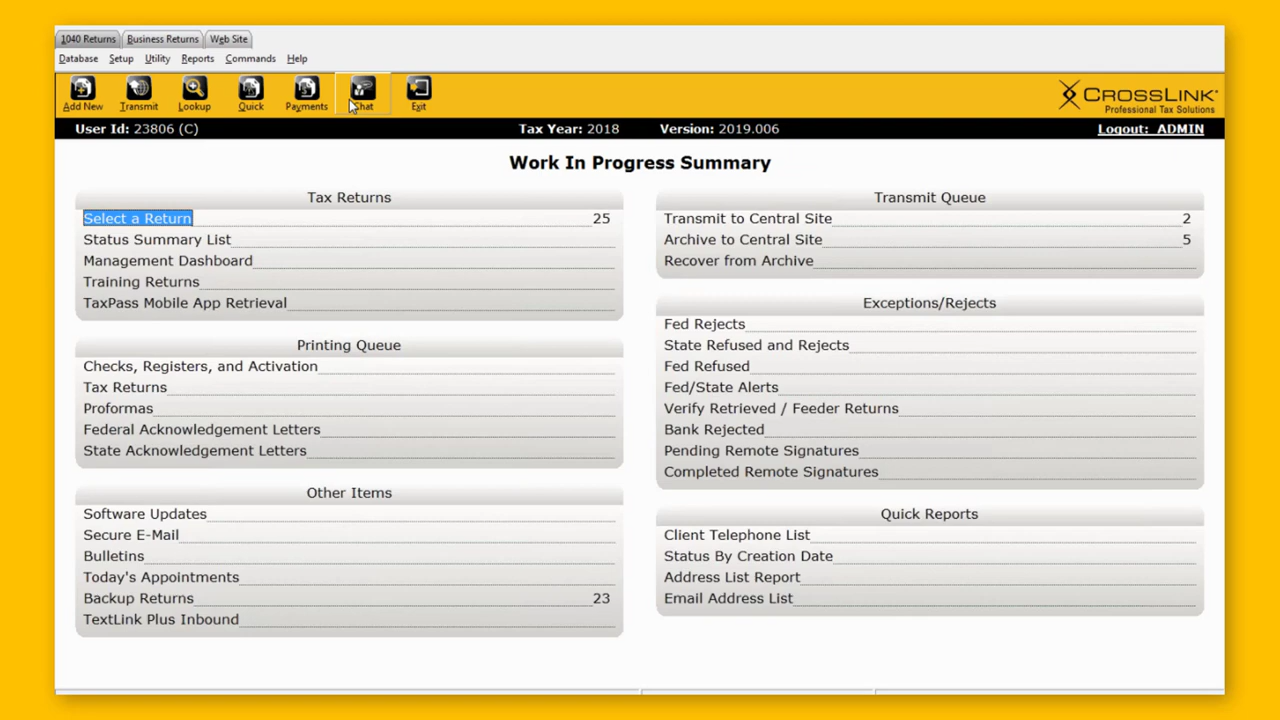 1040 Returns Business Returns Web Site
Database Setup Utility Reports Commands Help
Add New Transmit Lookup Quick Payments Chat Exit
CROSSLINK
Professional Tax Solutions
User Id: 23806 (C) Tax Year: 2018 Version: 2019.006 Logout: ADMIN
Work In Progress Summary
Tax Returns
Select a Return 25
Status Summary List
Management Dashboard
Training Returns
TaxPass Mobile App Retrieval
Printing Queue
Checks, Registers, and Activation
Tax Returns
Proformas
Federal Acknowledgement Letters
State Acknowledgement Letters
Other Items
Software Updates
Secure E-Mail
Bulletins
Today's Appointments
Backup Returns 23
TextLink Plus Inbound
Transmit Queue
Transmit to Central Site 2
Archive to Central Site 5
Recover from Archive
Exceptions/Rejects
Fed Rejects
State Refused and Rejects
Fed Refused
Fed/State Alerts
Verify Retrieved / Feeder Returns
Bank Rejected
Pending Remote Signatures
Completed Remote Signatures
Quick Reports
Client Telephone List
Status By Creation Date
Address List Report
Email Address List